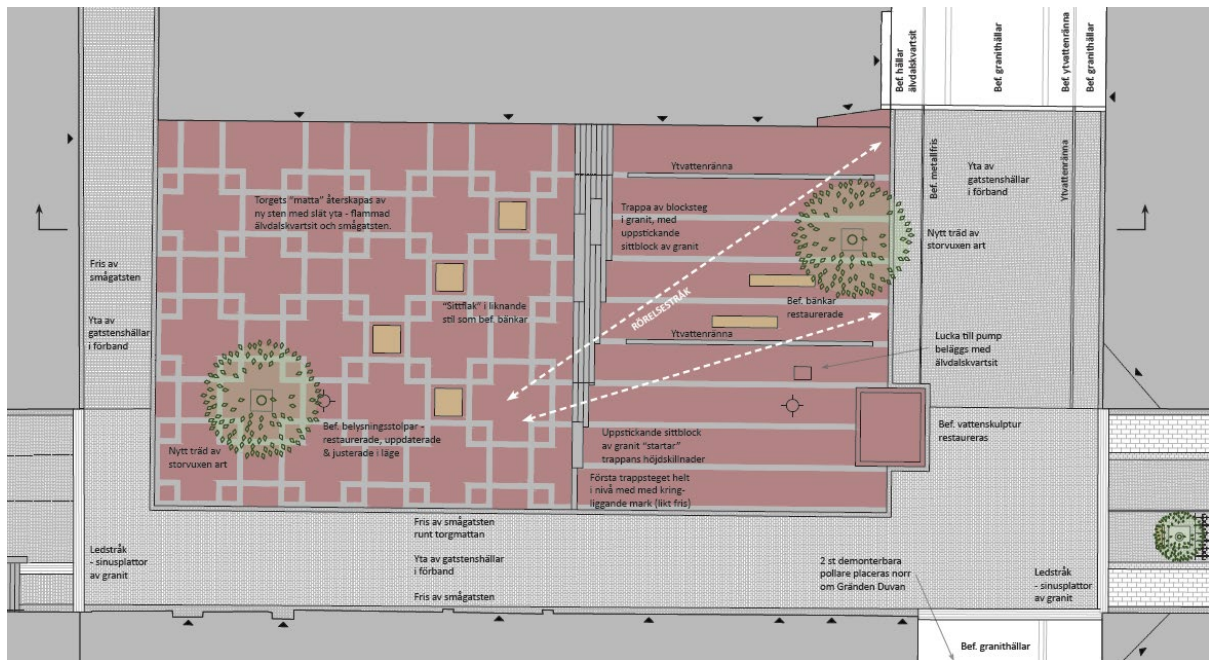 Bef. hällar
älvdalskvartsit
Bef. granithällar
Bef. ytvattenränna
Bef. granithällar
Ytvattenränna
Bef. metallfris
Yta av
gatstenshällar
i förband
Ytvattenränna
Torgets "matta" återskapas av
ny sten med slät yta - flammad
älvdalskvartsit och smågatsten.
Trappa av blocksteg
i granit, med
uppstickande
sittblock av granit
Nytt träd av
storvuxen art
Fris av
smågatsten
"Sittflak" i liknande
stil som bef. bänkar
RÖRELSESTRÅK
Bef. bänkar
restaurerade
Yta av
gatstenshällar
i förband
Ytvattenränna
Lucka till pump
beläggs med
älvdalskvartsit
Bef. belysningsstolpar -
restaurerade, uppdaterade
& justerade i läge
Nytt träd av
storvuxen art
Uppstickande sittblock
av granit "startar"
trappans höjdskillnader
Bef. vattenskulptur
restaureras
Första trappsteget helt
i nivå med med kring-
liggande mark (likt fris)
Fris av smågatsten
runt torgmattan
Ledstråk
- sinusplattor
av granit
Yta av gatstenshällar
i förband
Fris av smågatsten
2 st demonterbara
pollare placeras norr
om Gränden Duvan
Ledstråk
- sinusplattor
av granit
Bef. granithällar